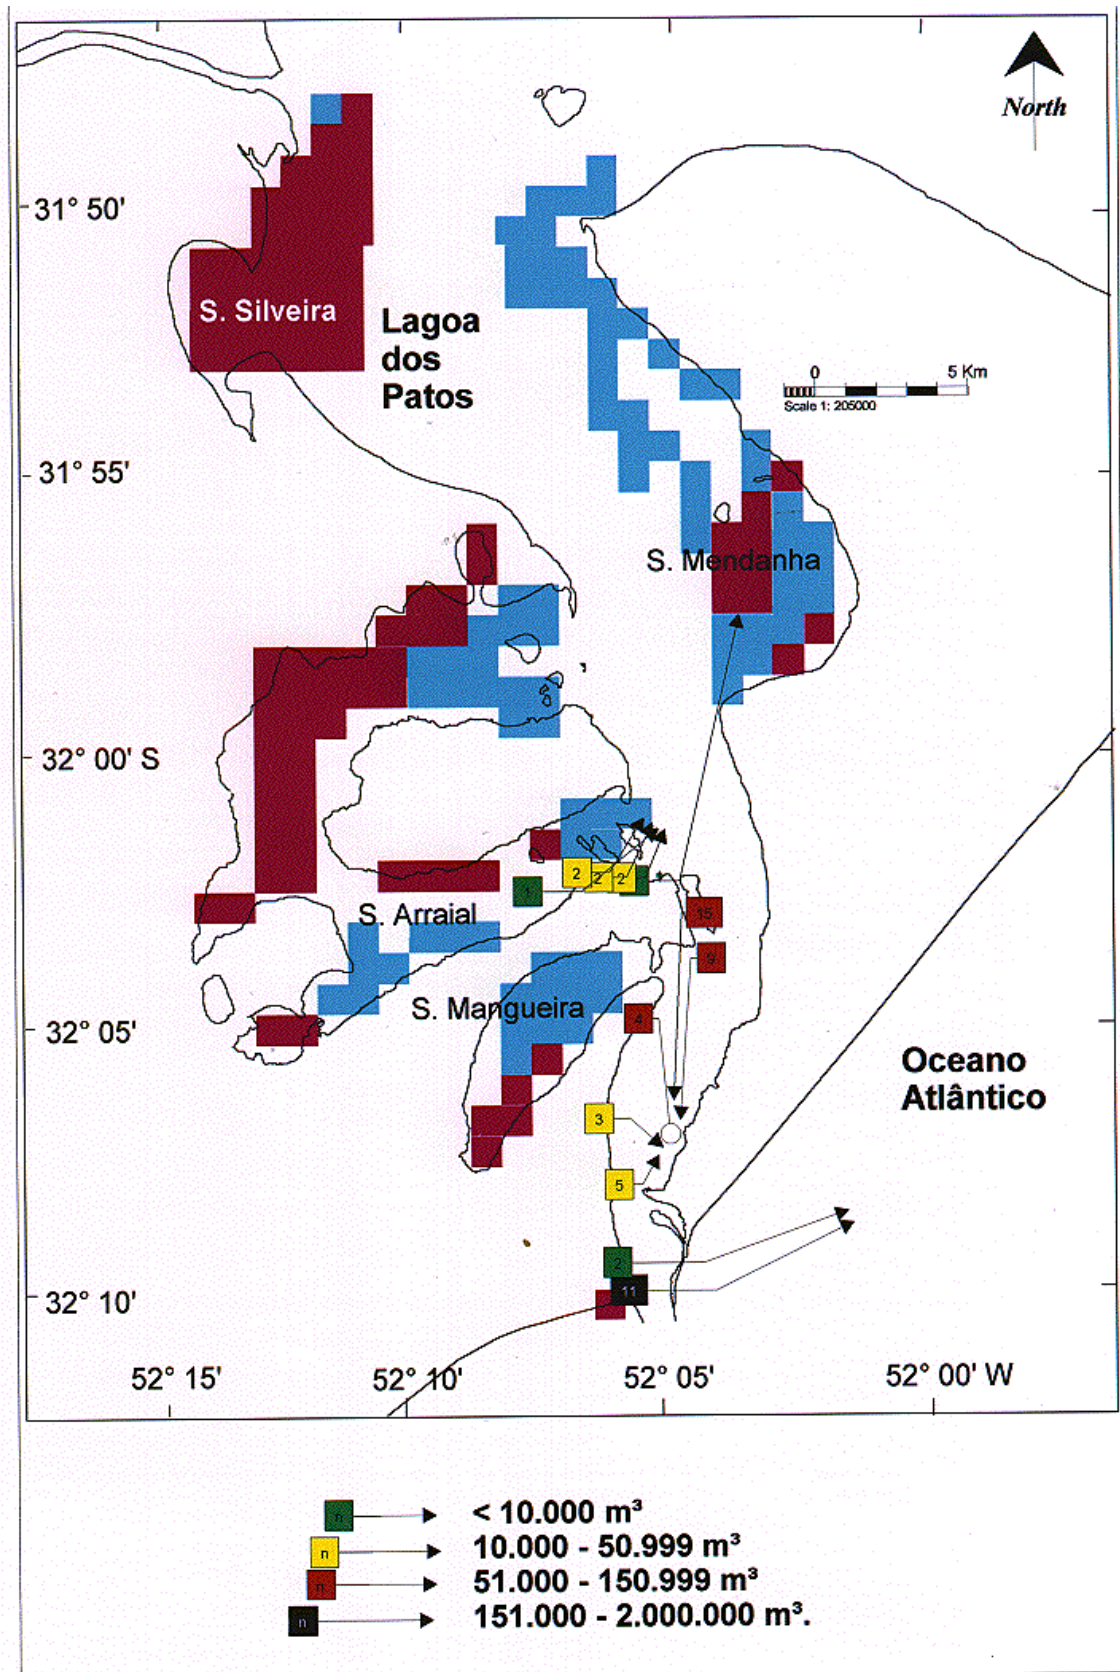 North
31° 50'
S. Silveira
Lagoa
dos
Patos
0 5 Km
Scale 1: 205000
31° 55'
S. Mendanha
32° 00' S
2
2
2
1
15
S. Arraial
9
S. Mangueira
4
32° 05'
Oceano
Atlântico
3
5
2
11
32° 10'
52° 15'
52° 10'
52° 05'
52° 00' W
n < 10.000 m³
n 10.000 - 50.999 m³
n 51.000 - 150.999 m³
n 151.000 - 2.000.000 m³.